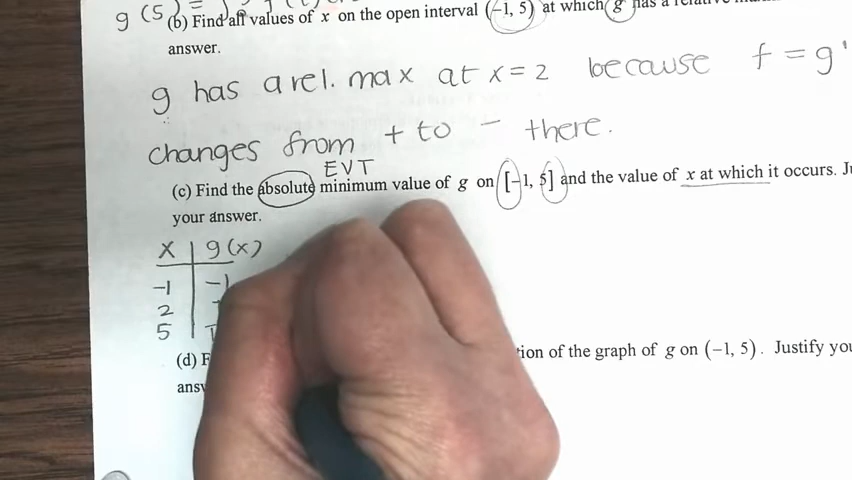 g (5) =
(b) Find all values of x on the open interval (−1, 5) at which g has a relative
answer.
g has a rel. max at x = 2 because f = g'
changes from + to − there.
EVT
(c) Find the absolute minimum value of g on [−1, 5] and the value of x at which it occurs.
your answer.
x | g(x)
−1 | −1
2
5
(d) tion of the graph of g on (−1, 5). Justify